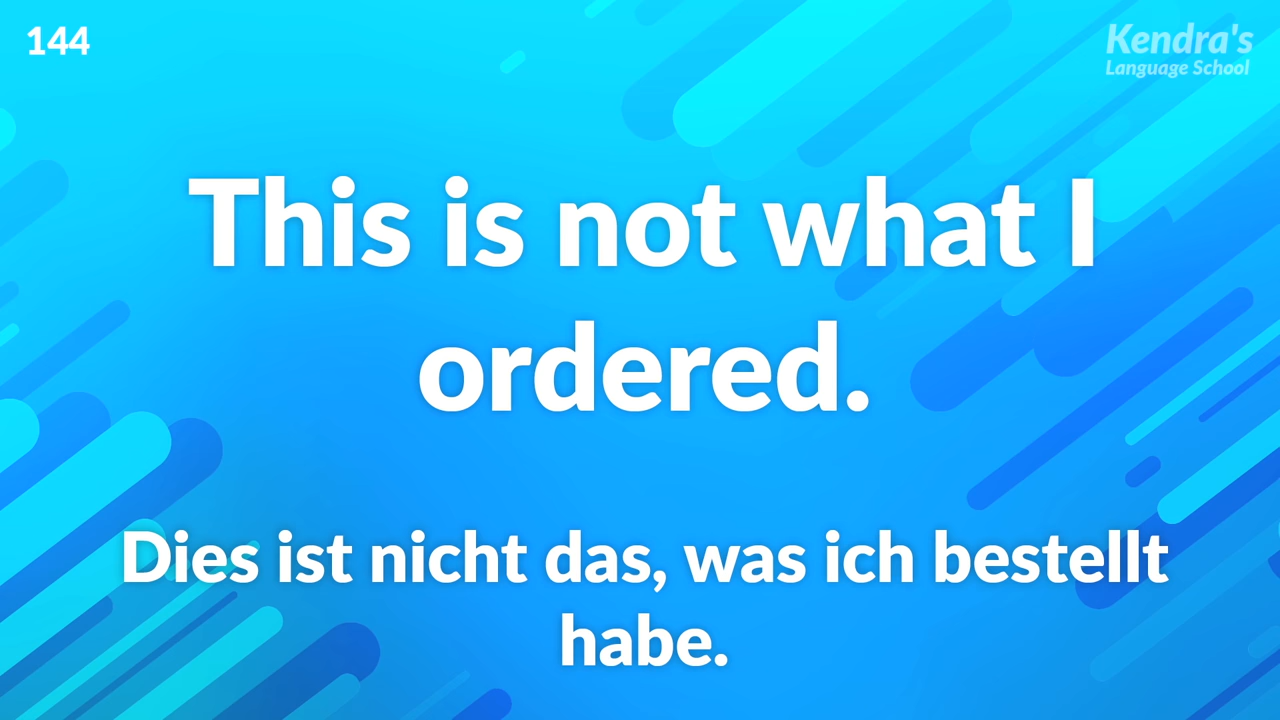 144
Kendra's
Language School
This is not what I
ordered.
Dies ist nicht das, was ich bestellt
habe.